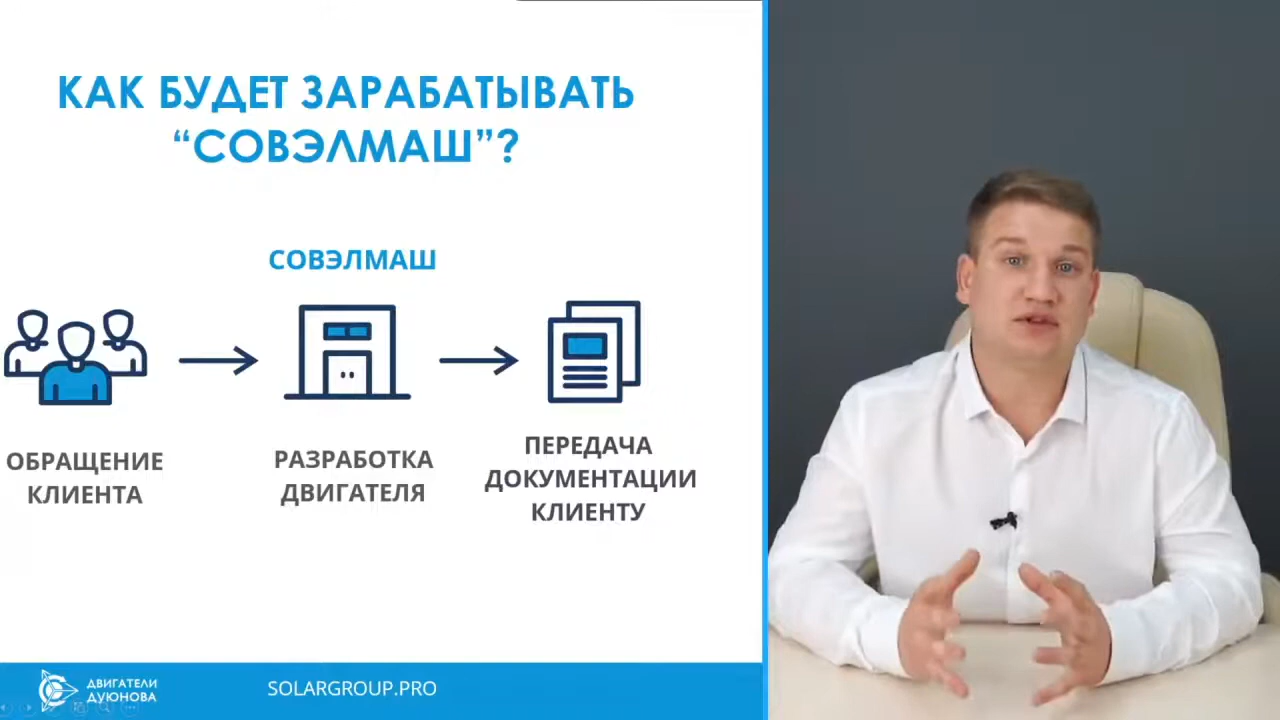 КАК БУДЕТ ЗАРАБАТЫВАТЬ
“СОВЭЛМАШ”?
СОВЭЛМАШ
ОБРАЩЕНИЕ
КЛИЕНТА
РАЗРАБОТКА
ДВИГАТЕЛЯ
ПЕРЕДАЧА
ДОКУМЕНТАЦИИ
КЛИЕНТУ
ДВИГАТЕЛИ
ДУЮНОВА
SOLARGROUP.PRO